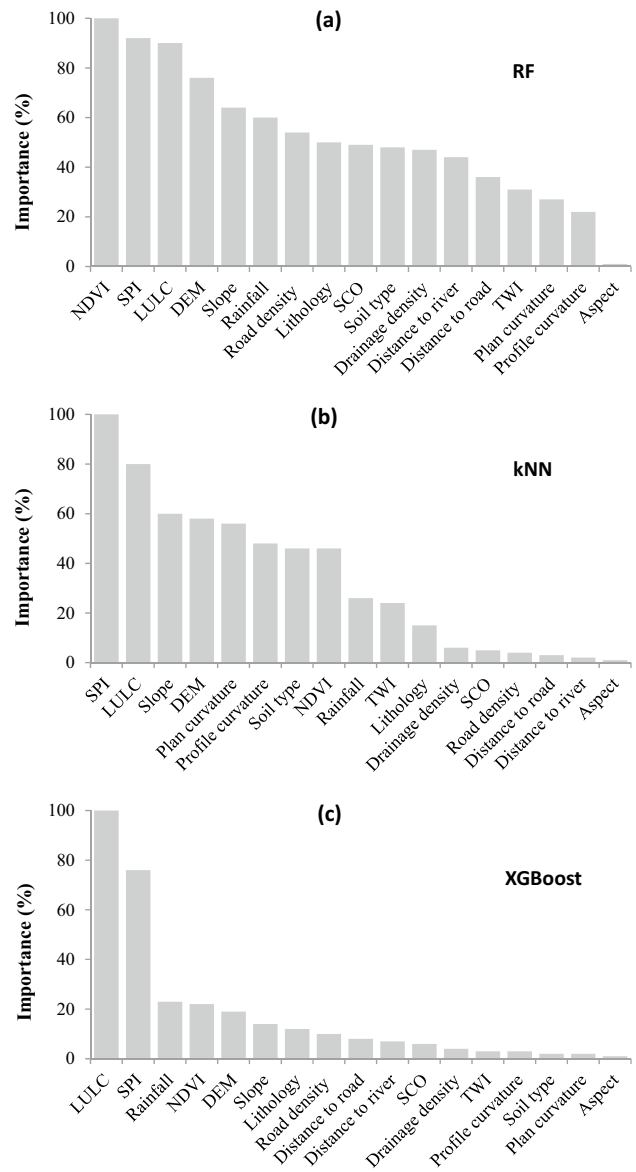 (a)
RF
Importance (%)
100
80
60
40
20
0
NDVI
SPI
LULC
DEM
Slope
Rainfall
Road density
Lithology
SCO
Soil type
Drainage density
Distance to river
Distance to road
TWI
Plan curvature
Profile curvature
Aspect
(b)
kNN
Importance (%)
100
80
60
40
20
0
SPI
LULC
Slope
DEM
Plan curvature
Profile curvature
Soil type
NDVI
Rainfall
TWI
Lithology
Drainage density
SCO
Road density
Distance to road
Distance to river
Aspect
(c)
XGBoost
Importance (%)
100
80
60
40
20
0
LULC
SPI
Rainfall
NDVI
DEM
Slope
Lithology
Road density
Distance to road
Distance to river
SCO
Drainage density
TWI
Profile curvature
Soil type
Plan curvature
Aspect